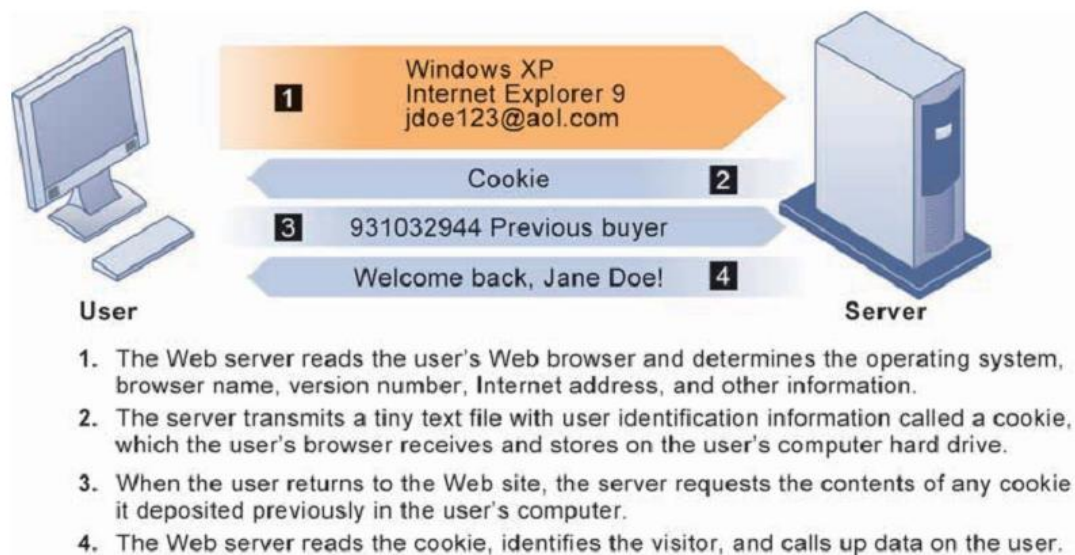 1
Windows XP
Internet Explorer 9
jdoe123@aol.com
Cookie 2
3 931032944 Previous buyer
Welcome back, Jane Doe! 4
User
Server
1. The Web server reads the user's Web browser and determines the operating system,
browser name, version number, Internet address, and other information.
2. The server transmits a tiny text file with user identification information called a cookie,
which the user's browser receives and stores on the user's computer hard drive.
3. When the user returns to the Web site, the server requests the contents of any cookie
it deposited previously in the user's computer.
4. The Web server reads the cookie, identifies the visitor, and calls up data on the user.